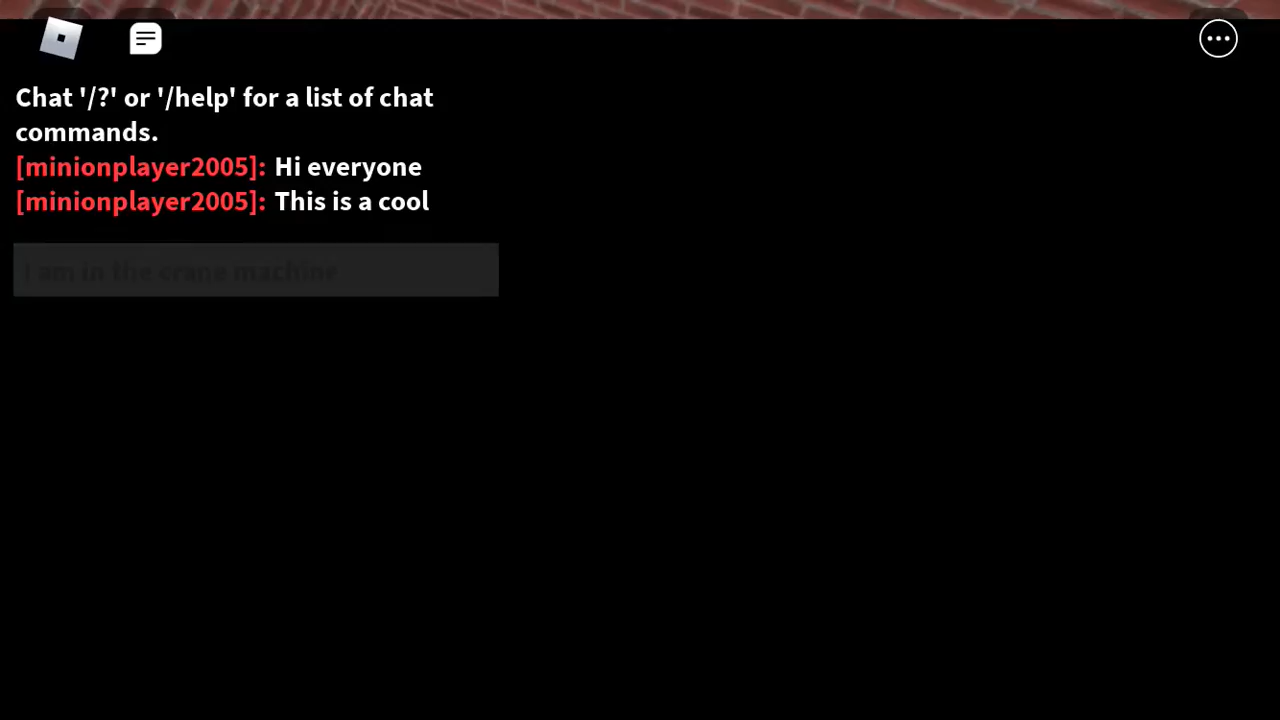 Chat '/?' or '/help' for a list of chat
commands.
[minionplayer2005]: Hi everyone
[minionplayer2005]: This is a cool
I am in the crane machine